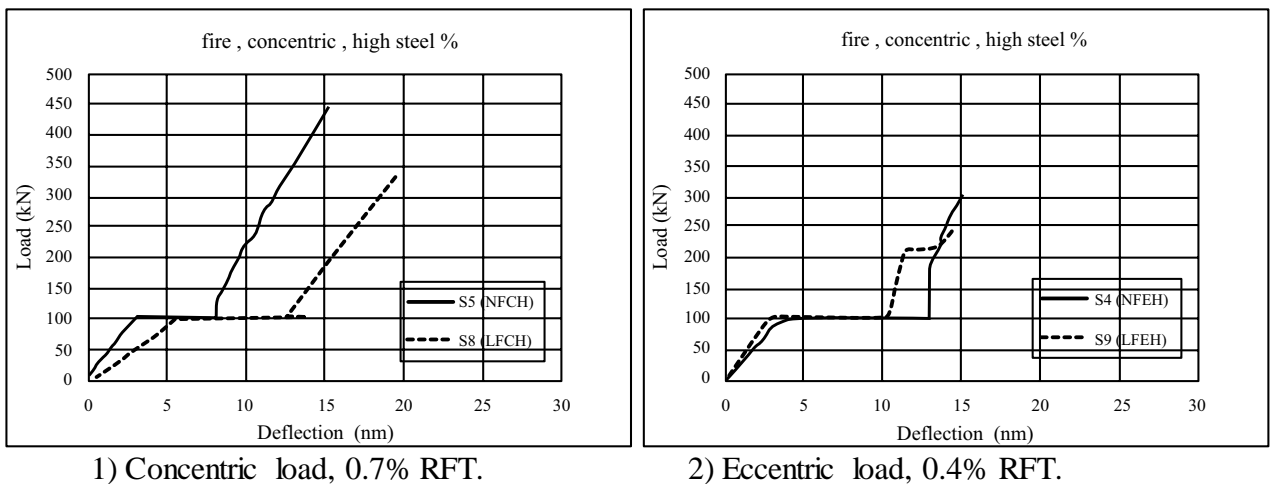 fire , concentric , high steel %
500
450
400
350
300
250
200
150
100
50
0
Load (kN)
S5 (NFCH)
S8 (LFCH)
0 5 10 15 20 25 30
Deflection (nm)
1) Concentric load, 0.7% RFT.
fire , concentric , high steel %
500
450
400
350
300
250
200
150
100
50
0
Load (kN)
S4 (NFEH)
S9 (LFEH)
0 5 10 15 20 25 30
Deflection (nm)
2) Eccentric load, 0.4% RFT.